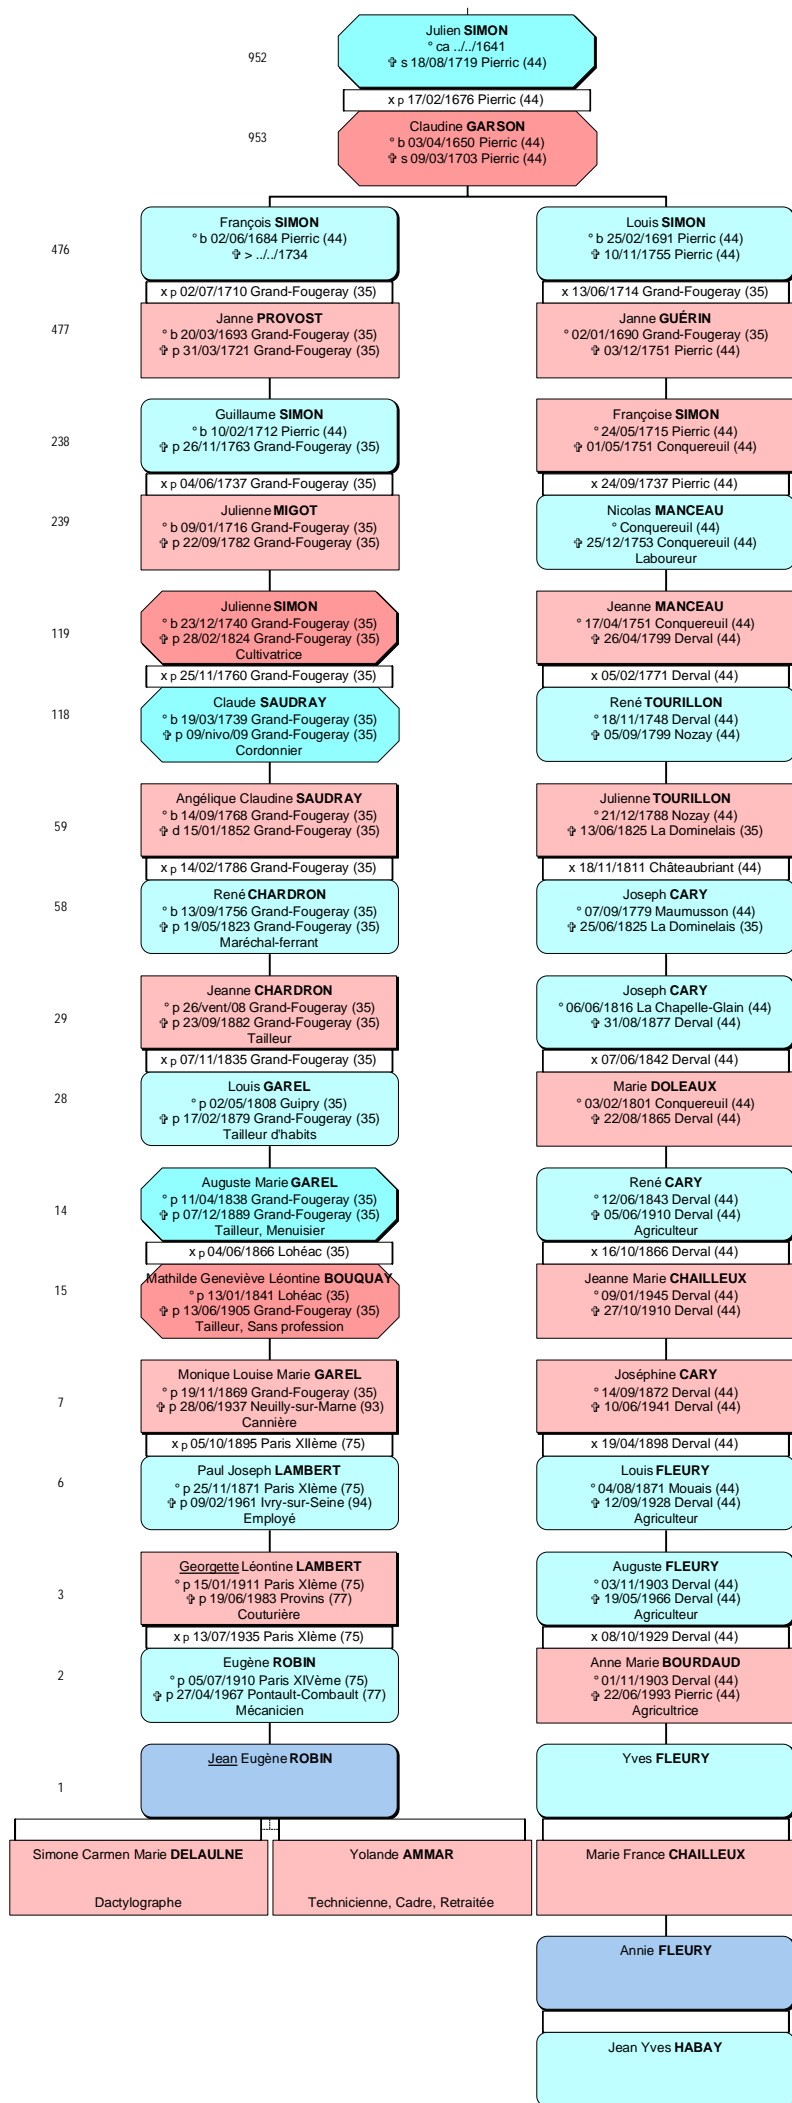 952
Julien SIMON
° ca ../../1641
✞ s 18/08/1719 Pierric (44)
x p 17/02/1676 Pierric (44)
953
Claudine GARSON
° b 03/04/1650 Pierric (44)
✞ s 09/03/1703 Pierric (44)
476
François SIMON
° b 02/06/1684 Pierric (44)
✞ > ../../1734
Louis SIMON
° b 25/02/1691 Pierric (44)
✞ 10/11/1755 Pierric (44)
x p 02/07/1710 Grand-Fougeray (35)
x 13/06/1714 Grand-Fougeray (35)
477
Janne PROVOST
° b 20/03/1693 Grand-Fougeray (35)
✞ p 31/03/1721 Grand-Fougeray (35)
Janne GUÉRIN
° 02/01/1690 Grand-Fougeray (35)
✞ 03/12/1751 Pierric (44)
238
Guillaume SIMON
° b 10/02/1712 Pierric (44)
✞ p 26/11/1763 Grand-Fougeray (35)
Françoise SIMON
° 24/05/1715 Pierric (44)
✞ 01/05/1751 Conquereuil (44)
x p 04/06/1737 Grand-Fougeray (35)
x 24/09/1737 Pierric (44)
239
Julienne MIGOT
° b 09/01/1716 Grand-Fougeray (35)
✞ p 22/09/1782 Grand-Fougeray (35)
Nicolas MANCEAU
° Conquereuil (44)
✞ 25/12/1753 Conquereuil (44)
Laboureur
119
Julienne SIMON
° b 23/12/1740 Grand-Fougeray (35)
✞ p 28/02/1824 Grand-Fougeray (35)
Cultivatrice
Jeanne MANCEAU
° 17/04/1751 Conquereuil (44)
✞ 26/04/1799 Derval (44)
x p 25/11/1760 Grand-Fougeray (35)
x 05/02/1771 Derval (44)
118
Claude SAUDRAY
° b 19/03/1739 Grand-Fougeray (35)
✞ p 09/nivo/09 Grand-Fougeray (35)
Cordonnier
René TOURILLON
° 18/11/1748 Derval (44)
✞ 05/09/1799 Nozay (44)
59
Angélique Claudine SAUDRAY
° b 14/09/1768 Grand-Fougeray (35)
✞ d 15/01/1852 Grand-Fougeray (35)
Julienne TOURILLON
° 21/12/1788 Nozay (44)
✞ 13/06/1825 La Dominelais (35)
x p 14/02/1786 Grand-Fougeray (35)
x 18/11/1811 Châteaubriant (44)
58
René CHARDRON
° b 13/09/1756 Grand-Fougeray (35)
✞ p 19/05/1823 Grand-Fougeray (35)
Maréchal-ferrant
Joseph CARY
° 07/09/1779 Maumusson (44)
✞ 25/06/1825 La Dominelais (35)
29
Jeanne CHARDRON
° p 26/vent/08 Grand-Fougeray (35)
✞ p 23/09/1882 Grand-Fougeray (35)
Tailleur
Joseph CARY
° 06/06/1816 La Chapelle-Glain (44)
✞ 31/08/1877 Derval (44)
x p 07/11/1835 Grand-Fougeray (35)
x 07/06/1842 Derval (44)
28
Louis GAREL
° p 02/05/1808 Guipry (35)
✞ p 17/02/1879 Grand-Fougeray (35)
Tailleur d'habits
Marie DOLEAUX
° 03/02/1801 Conquereuil (44)
✞ 22/08/1865 Derval (44)
14
Auguste Marie GAREL
° p 11/04/1838 Grand-Fougeray (35)
✞ p 07/12/1889 Grand-Fougeray (35)
Tailleur, Menuisier
René CARY
° 12/06/1843 Derval (44)
✞ 05/06/1910 Derval (44)
Agriculteur
x p 04/06/1866 Lohéac (35)
x 16/10/1866 Derval (44)
15
Mathilde Geneviève Léontine BOUQUAY
° p 13/01/1841 Lohéac (35)
✞ p 13/06/1905 Grand-Fougeray (35)
Tailleur, Sans profession
Jeanne Marie CHAILLEUX
° 09/01/1945 Derval (44)
✞ 27/10/1910 Derval (44)
7
Monique Louise Marie GAREL
° p 19/11/1869 Grand-Fougeray (35)
✞ p 28/06/1937 Neuilly-sur-Marne (93)
Cannière
Joséphine CARY
° 14/09/1872 Derval (44)
✞ 10/06/1941 Derval (44)
x p 05/10/1895 Paris XIIème (75)
x 19/04/1898 Derval (44)
6
Paul Joseph LAMBERT
° p 25/11/1871 Paris XIème (75)
✞ p 09/02/1961 Ivry-sur-Seine (94)
Employé
Louis FLEURY
° 04/08/1871 Mouais (44)
✞ 12/09/1928 Derval (44)
Agriculteur
3
Georgette Léontine LAMBERT
° p 15/01/1911 Paris XIème (75)
✞ p 19/06/1983 Provins (77)
Couturière
Auguste FLEURY
° 03/11/1903 Derval (44)
✞ 19/05/1966 Derval (44)
Agriculteur
x p 13/07/1935 Paris XIème (75)
x 08/10/1929 Derval (44)
2
Eugène ROBIN
° p 05/07/1910 Paris XIVème (75)
✞ p 27/04/1967 Pontault-Combault (77)
Mécanicien
Anne Marie BOURDAUD
° 01/11/1903 Derval (44)
✞ 22/06/1993 Pierric (44)
Agricultrice
1
Jean Eugène ROBIN
Yves FLEURY
Simone Carmen Marie DELAULNE
Dactylographe
Yolande AMMAR
Technicienne, Cadre, Retraitée
Marie France CHAILLEUX
Annie FLEURY
Jean Yves HABAY